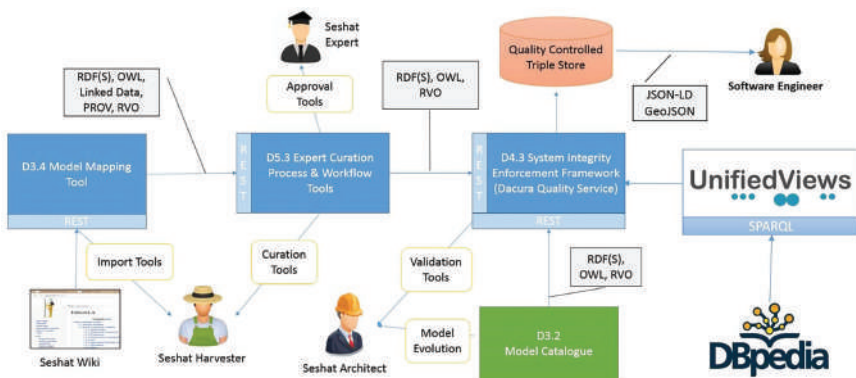 Seshat
Expert
Quality Controlled
Triple Store
RDF(S), OWL,
Linked Data,
PROV, RVO
Approval
Tools
RDF(S), OWL,
RVO
JSON-LD
GeoJSON
Software Engineer
D3.4 Model Mapping
Tool
REST
REST
D5.3 Expert Curation
Process & Workflow
Tools
REST
D4.3 System Integrity
Enforcement Framework
(Dacura Quality Service)
REST
UnifiedViews
SPARQL
Import Tools
Curation
Tools
Validation
Tools
RDF(S),
OWL, RVO
Seshat Wiki
Seshat Harvester
Seshat Architect
Model
Evolution
D3.2
Model Catalogue
DBpedia